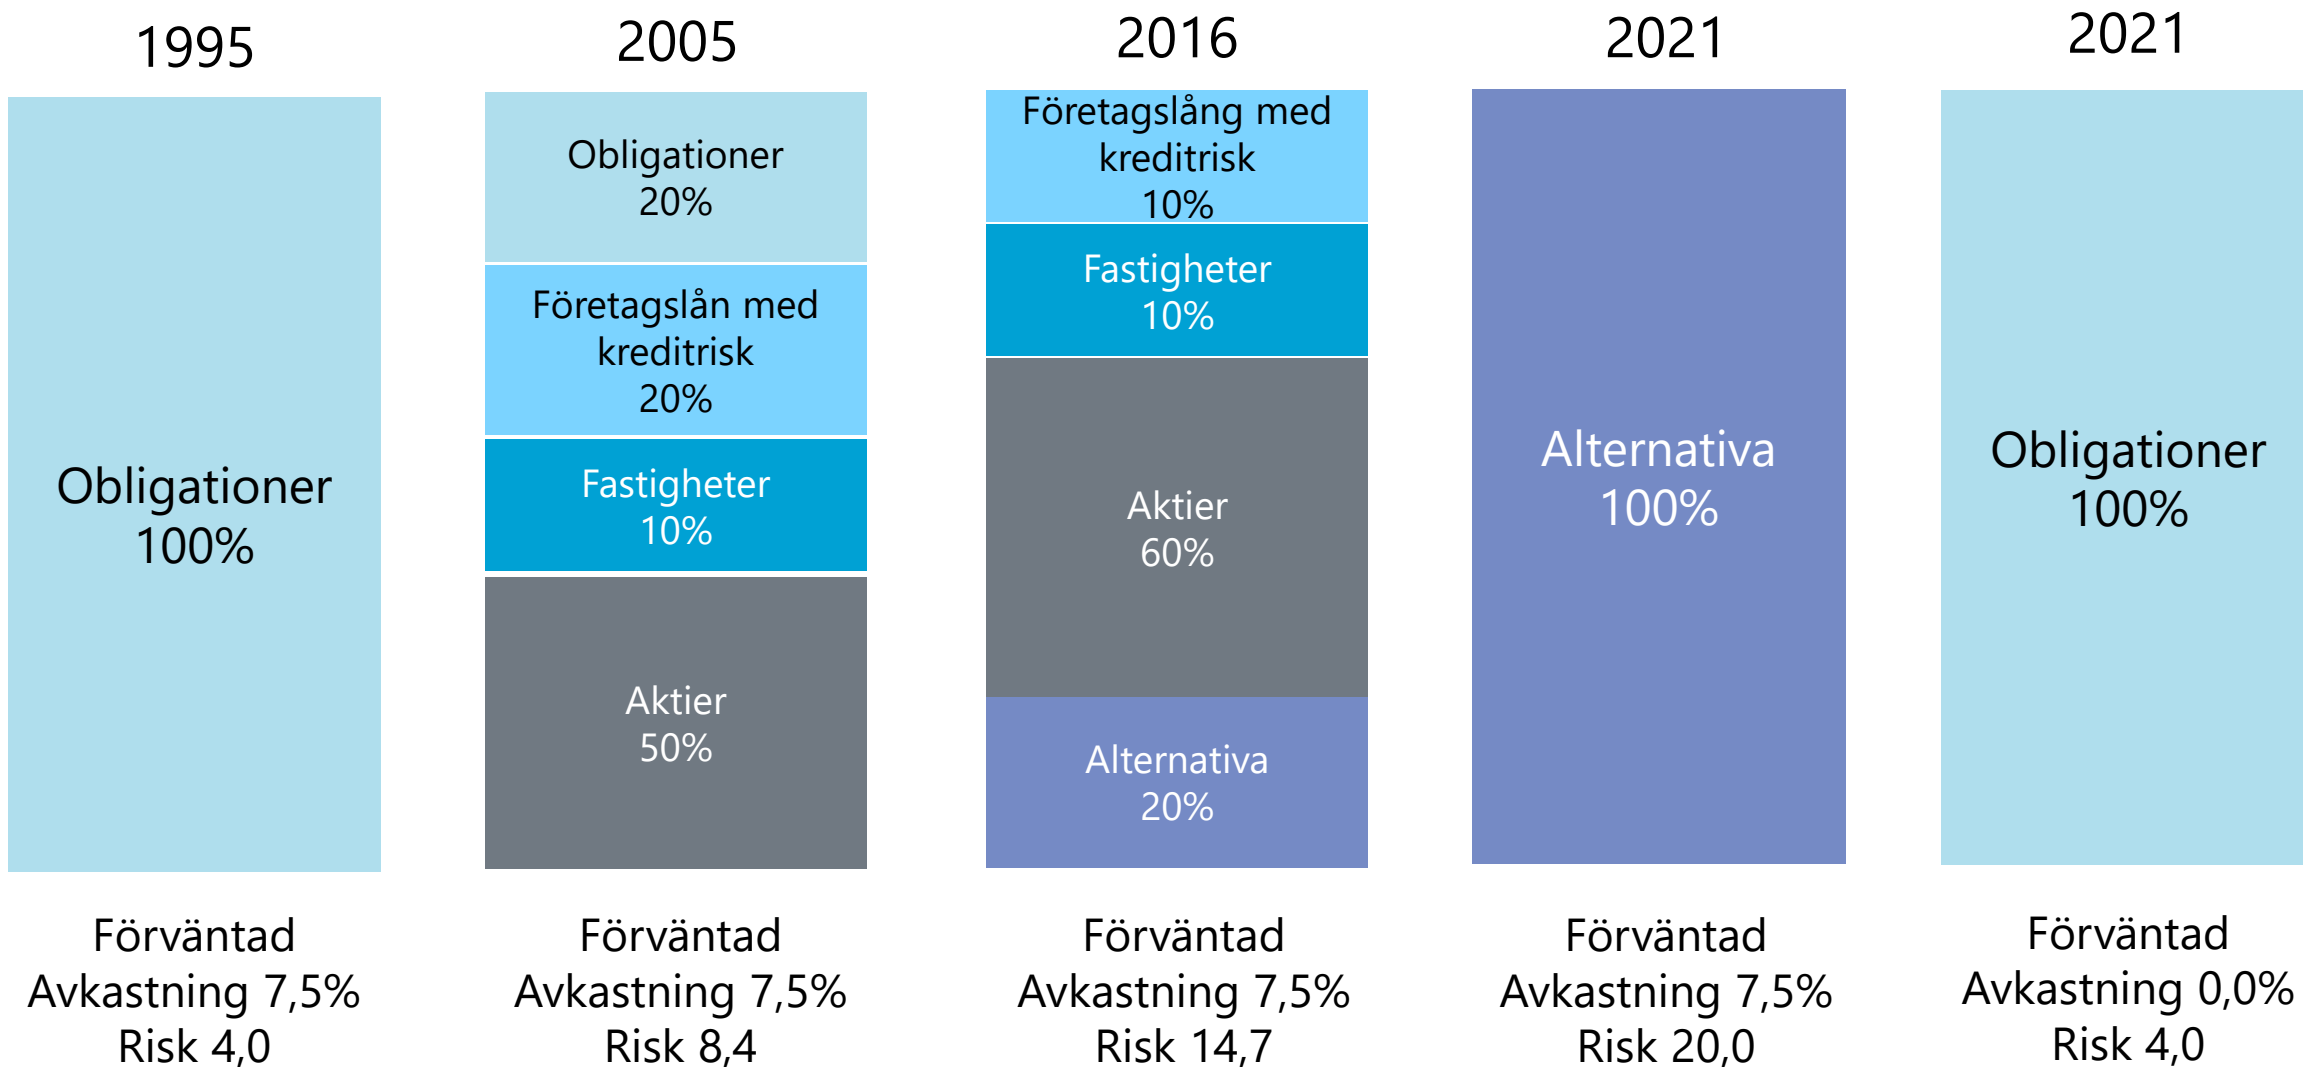 1995
Obligationer
100%
Förväntad
Avkastning 7,5%
Risk 4,0
2005
Obligationer
20%
Företagslån med
kreditrisk
20%
Fastigheter
10%
Aktier
50%
Förväntad
Avkastning 7,5%
Risk 8,4
2016
Företagslång med
kreditrisk
10%
Fastigheter
10%
Aktier
60%
Alternativa
20%
Förväntad
Avkastning 7,5%
Risk 14,7
2021
Alternativa
100%
Förväntad
Avkastning 7,5%
Risk 20,0
2021
Obligationer
100%
Förväntad
Avkastning 0,0%
Risk 4,0